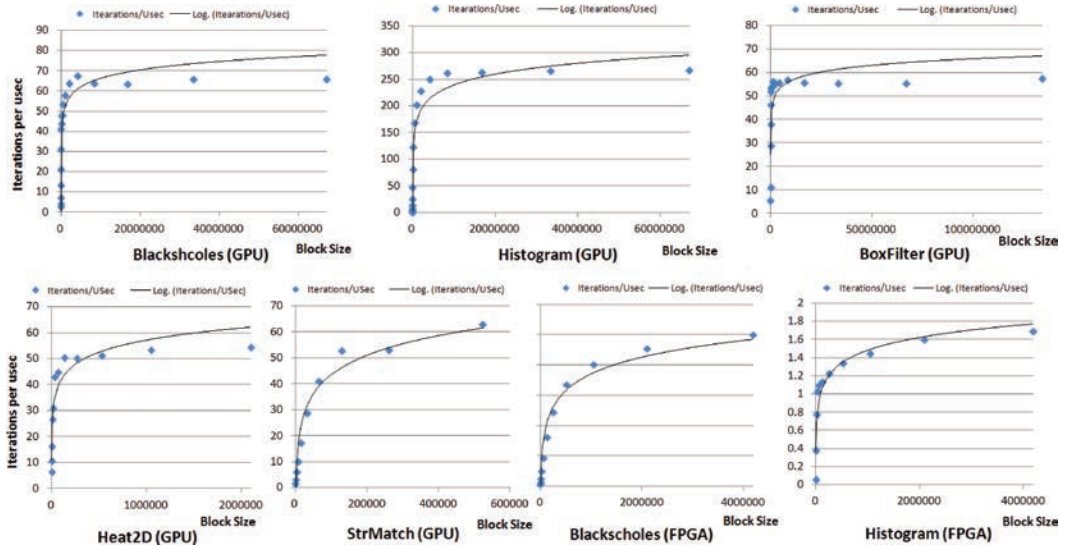 Itearations/Usec Log. (Itearations/Usec)
Iterations per usec
90
80
70
60
50
40
30
20
10
0
0 20000000 40000000 60000000
Block Size
Blackshcoles (GPU)
Itearations/Usec Log. (Itearations/Usec)
350
300
250
200
150
100
50
0
0 20000000 40000000 60000000
Block Size
Histogram (GPU)
Iterations/Usec Log. (Iterations/Usec)
90
80
70
60
50
40
30
20
10
0
0 50000000 100000000
Block Size
BoxFilter (GPU)
Iterations/USec Log. (Iterations/USec)
Iterations per usec
70
60
50
40
30
20
10
0
0 1000000 2000000
Block Size
Heat2D (GPU)
Iterations/USec Log. (Iterations/USec)
70
60
50
40
30
20
10
0
0 200000 400000 600000
Block Size
StrMatch (GPU)
Iterations/USec Log. (Iterations/USec)
0 2000000 4000000
Block Size
Blackscholes (FPGA)
Iterations/Usec Log. (Iterations/Usec)
2
1.8
1.6
1.4
1.2
1
0.8
0.6
0.4
0.2
0
0 2000000 4000000
Block Size
Histogram (FPGA)